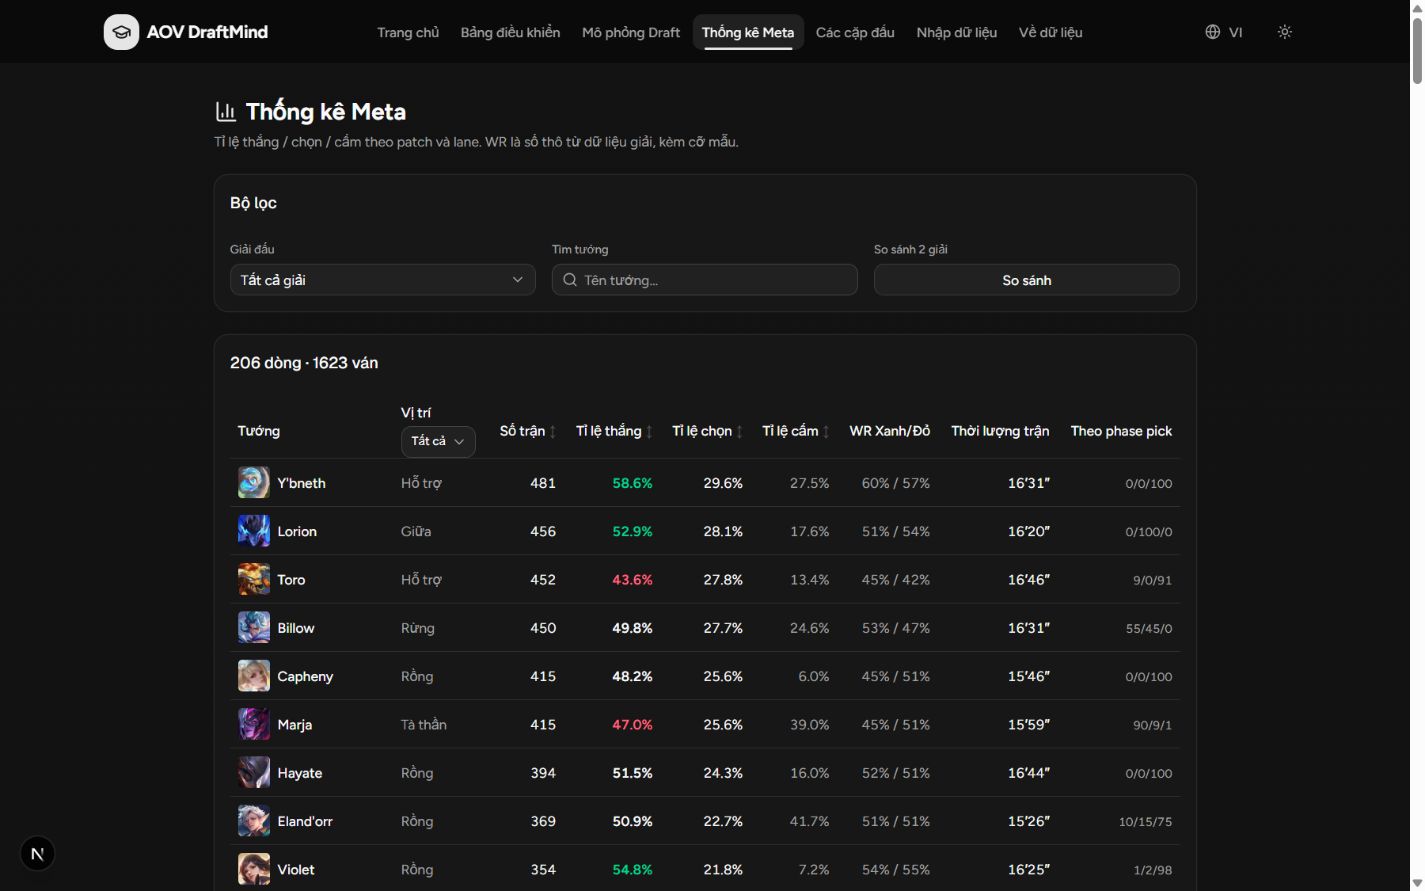 AOV DraftMind
Trang chủ Bảng điều khiển Mô phỏng Draft Thống kê Meta Các cặp đấu Nhập dữ liệu Về dữ liệu VI
Thống kê Meta
Tỉ lệ thắng / chọn / cấm theo patch và lane. WR là số thô từ dữ liệu giải, kèm cỡ mẫu.
Bộ lọc
Giải đấu Tìm tướng So sánh 2 giải
Tất cả giải Tên tướng... So sánh
206 dòng · 1623 ván
Tướng Vị trí Tất cả Số trận Tỉ lệ thắng Tỉ lệ chọn Tỉ lệ cấm WR Xanh/Đỏ Thời lượng trận Theo phase pick
Y'bneth Hỗ trợ 481 58.6% 29.6% 27.5% 60% / 57% 16′31″ 0/0/100
Lorion Giữa 456 52.9% 28.1% 17.6% 51% / 54% 16′20″ 0/100/0
Toro Hỗ trợ 452 43.6% 27.8% 13.4% 45% / 42% 16′46″ 9/0/91
Billow Rừng 450 49.8% 27.7% 24.6% 53% / 47% 16′31″ 55/45/0
Capheny Rồng 415 48.2% 25.6% 6.0% 45% / 51% 15′46″ 0/0/100
Marja Tà thần 415 47.0% 25.6% 39.0% 45% / 51% 15′59″ 90/9/1
Hayate Rồng 394 51.5% 24.3% 16.0% 52% / 51% 16′44″ 0/0/100
Eland'orr Rồng 369 50.9% 22.7% 41.7% 51% / 51% 15′26″ 10/15/75
Violet Rồng 354 54.8% 21.8% 7.2% 54% / 55% 16′25″ 1/2/98
N